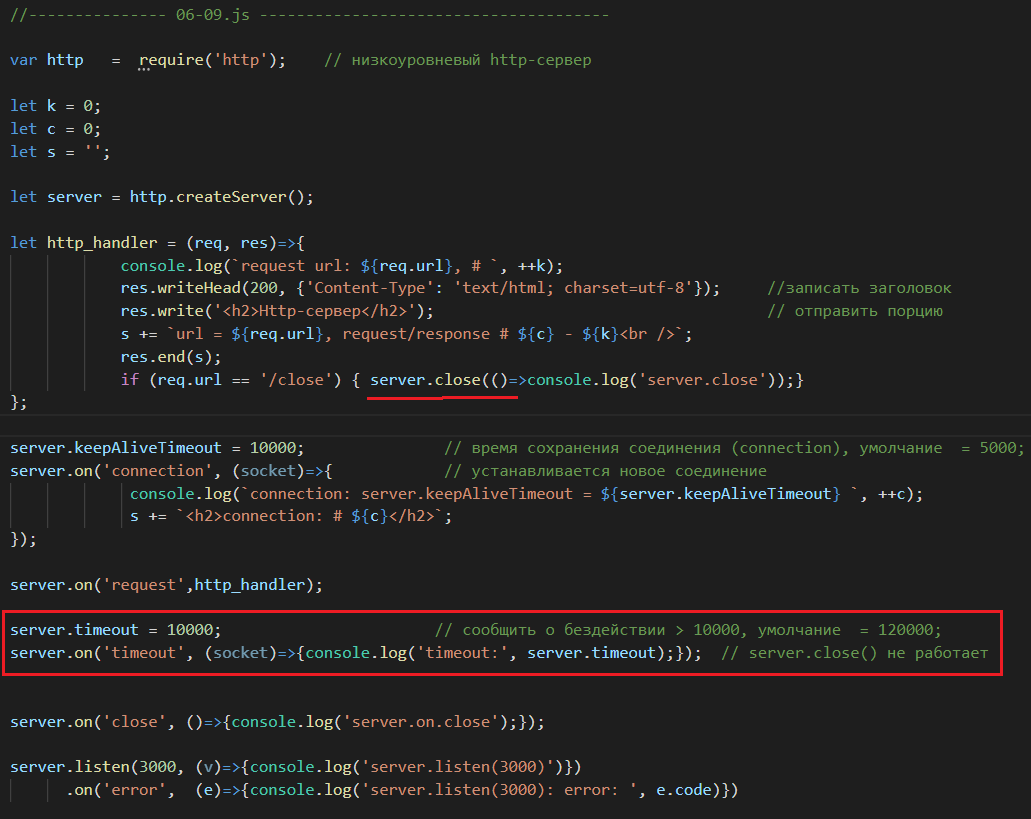 //--------------- 06-09.js --------------------------------------
var http   =  require('http');    // низкоуровневый http-сервер
let k = 0;
let c = 0;
let s = '';
let server = http.createServer();
let http_handler = (req, res)=>{
            console.log(`request url: ${req.url}, # `, ++k);
            res.writeHead(200, {'Content-Type': 'text/html; charset=utf-8'});     //записать заголовок
            res.write('<h2>Http-сервер</h2>');                                    // отправить порцию
            s += `url = ${req.url}, request/response # ${c} - ${k}<br />`;
            res.end(s);
            if (req.url == '/close') { server.close(()=>console.log('server.close'));}
};
server.keepAliveTimeout = 10000;               // время сохранения соединения (connection), умолчание  = 5000;
server.on('connection', (socket)=>{            // устанавливается новое соединение
             console.log(`connection: server.keepAliveTimeout = ${server.keepAliveTimeout} `, ++c);
             s += `<h2>connection: # ${c}</h2>`;
});
server.on('request',http_handler);
server.timeout = 10000;                       // сообщить о бездействии > 10000, умолчание  = 120000;
server.on('timeout', (socket)=>{console.log('timeout:', server.timeout);});  // server.close() не работает
server.on('close', ()=>{console.log('server.on.close');});
server.listen(3000, (v)=>{console.log('server.listen(3000)')})
      .on('error',  (e)=>{console.log('server.listen(3000): error: ', e.code)})